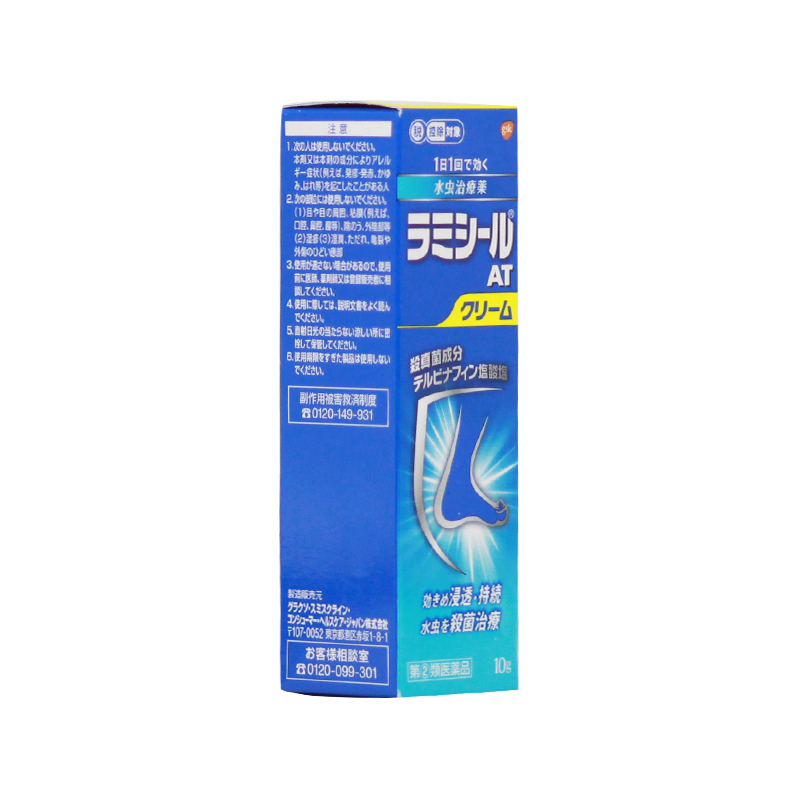 注意
1.次の人は使用しないでください。
本剤又は本剤の成分によりアレル
ギー症状(例えば、発疹・発赤、かゆ
み、はれ等)を起こしたことがある人
2.次の部位には使用しないでください。
(1)目や目の周囲、粘膜(例えば、
口腔、鼻腔、膣等)、陰のう、外陰部等
(2)湿疹(3)湿潤、ただれ、亀裂や
外傷のひどい患部
3.使用が適さない場合があるので、使用
前に医師、薬剤師又は登録販売者に相
談してください。
4.使用に際しては、説明文書をよく読ん
でください。
5.直射日光の当たらない涼しい所に密
栓して保管してください。
6.使用期限をすぎた製品は使用しない
でください。
副作用被害救済制度
☎0120-149-931
製造販売元
グラクソ・スミスクライン・
コンシューマー・ヘルスケア・ジャパン株式会社
〒107-0052 東京都港区赤坂1-8-1
お客様相談室
☎0120-099-301
税 控除対象
gsk
1日1回で効く
水虫治療薬
ラミシール®
AT
クリーム
殺真菌成分
テルビナフィン塩酸塩
効きめ浸透・持続
水虫を殺菌治療
指②類医薬品
10g